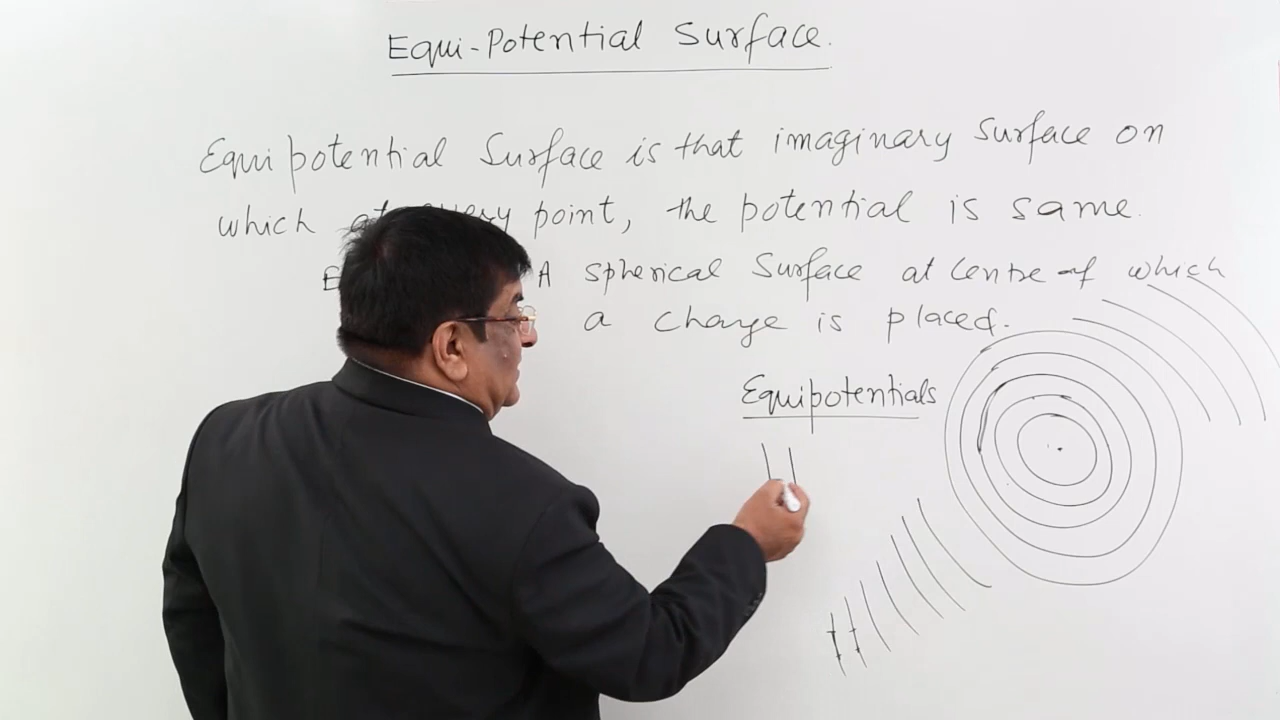 Equi-Potential Surface.
Equipotential Surface is that imaginary surface on
which at every point, the potential is same.
A spherical Surface at centre of which
a charge is placed.
Equipotentials